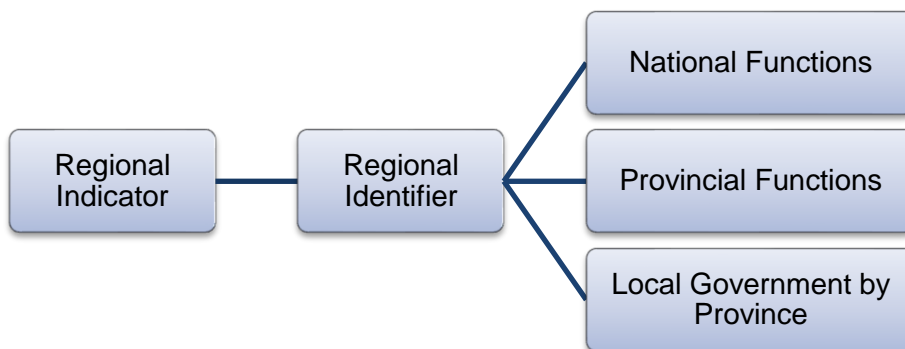 Regional
Indicator
Regional
Identifier
National Functions
Provincial Functions
Local Government by
Province